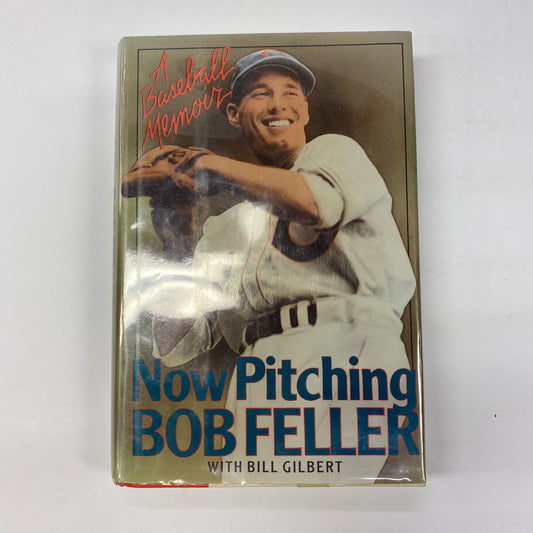 A
Baseball
Memoir
Now Pitching
BOB FELLER
WITH BILL GILBERT